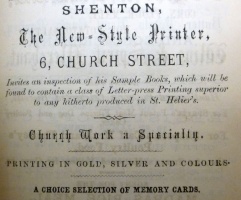 SHENTON,
The New-Style Printer,
6, CHURCH STREET,
Invites an inspection of his Sample Books, which will be
found to contain a class of Letter-press Printing superior
to any hitherto produced in St. Helier's.
Church Work a Specialty.
PRINTING IN GOLD, SILVER AND COLOURS.
A CHOICE SELECTION OF MEMORY CARDS.